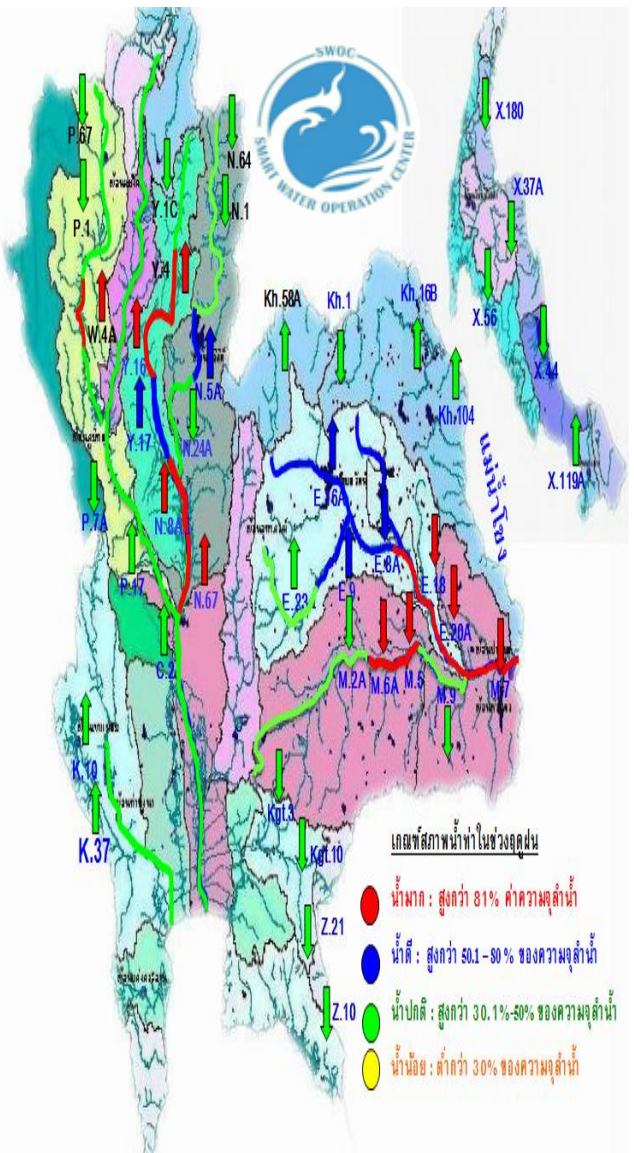 SWOC
SMART WATER OPERATION CENTER
P.67
N.64
X.180
P.1
Y.1C
N.1
X.37A
Y.4
W.4A
Kh.58A
Kh.1
Kh.16B
X.56
Y.16
N.5A
X.44
Y.17
N.24A
Kh.104
แม่น้ำโขง
X.119A
P.7A
N.8A
E.16A
E.8A
P.17
N.67
E.23
E.9
E.18
E.20A
C.2
M.2A
M.6A
M.5
M.9
M.7
K.10
K.37
Kgt.3
Kgt.10
Z.21
Z.10
เกณฑ์สภาพน้ำท่าในช่วงฤดูฝน
น้ำมาก : สูงกว่า 81% ค่าความจุลำน้ำ
น้ำดี : สูงกว่า 50.1 - 80 % ของความจุลำน้ำ
น้ำปกติ : สูงกว่า 30.1%-50% ของความจุลำน้ำ
น้ำน้อย : ต่ำกว่า 30% ของความจุลำน้ำ